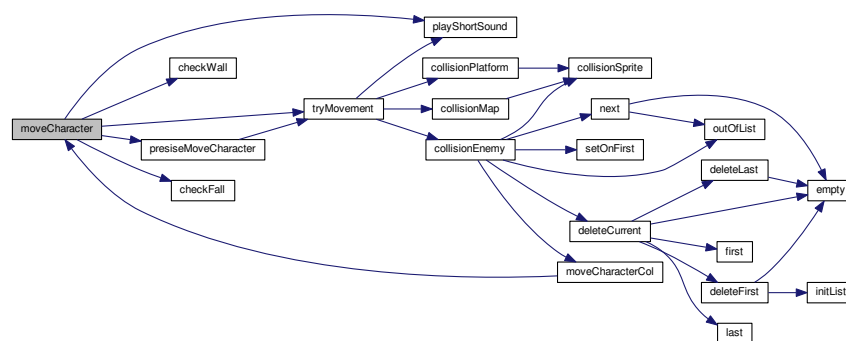 moveCharacter
playShortSound
checkWall
presiseMoveCharacter
checkFall
tryMovement
collisionPlatform
collisionMap
collisionEnemy
collisionSprite
next
setOnFirst
deleteCurrent
moveCharacterCol
outOfList
deleteLast
first
deleteFirst
last
empty
initList